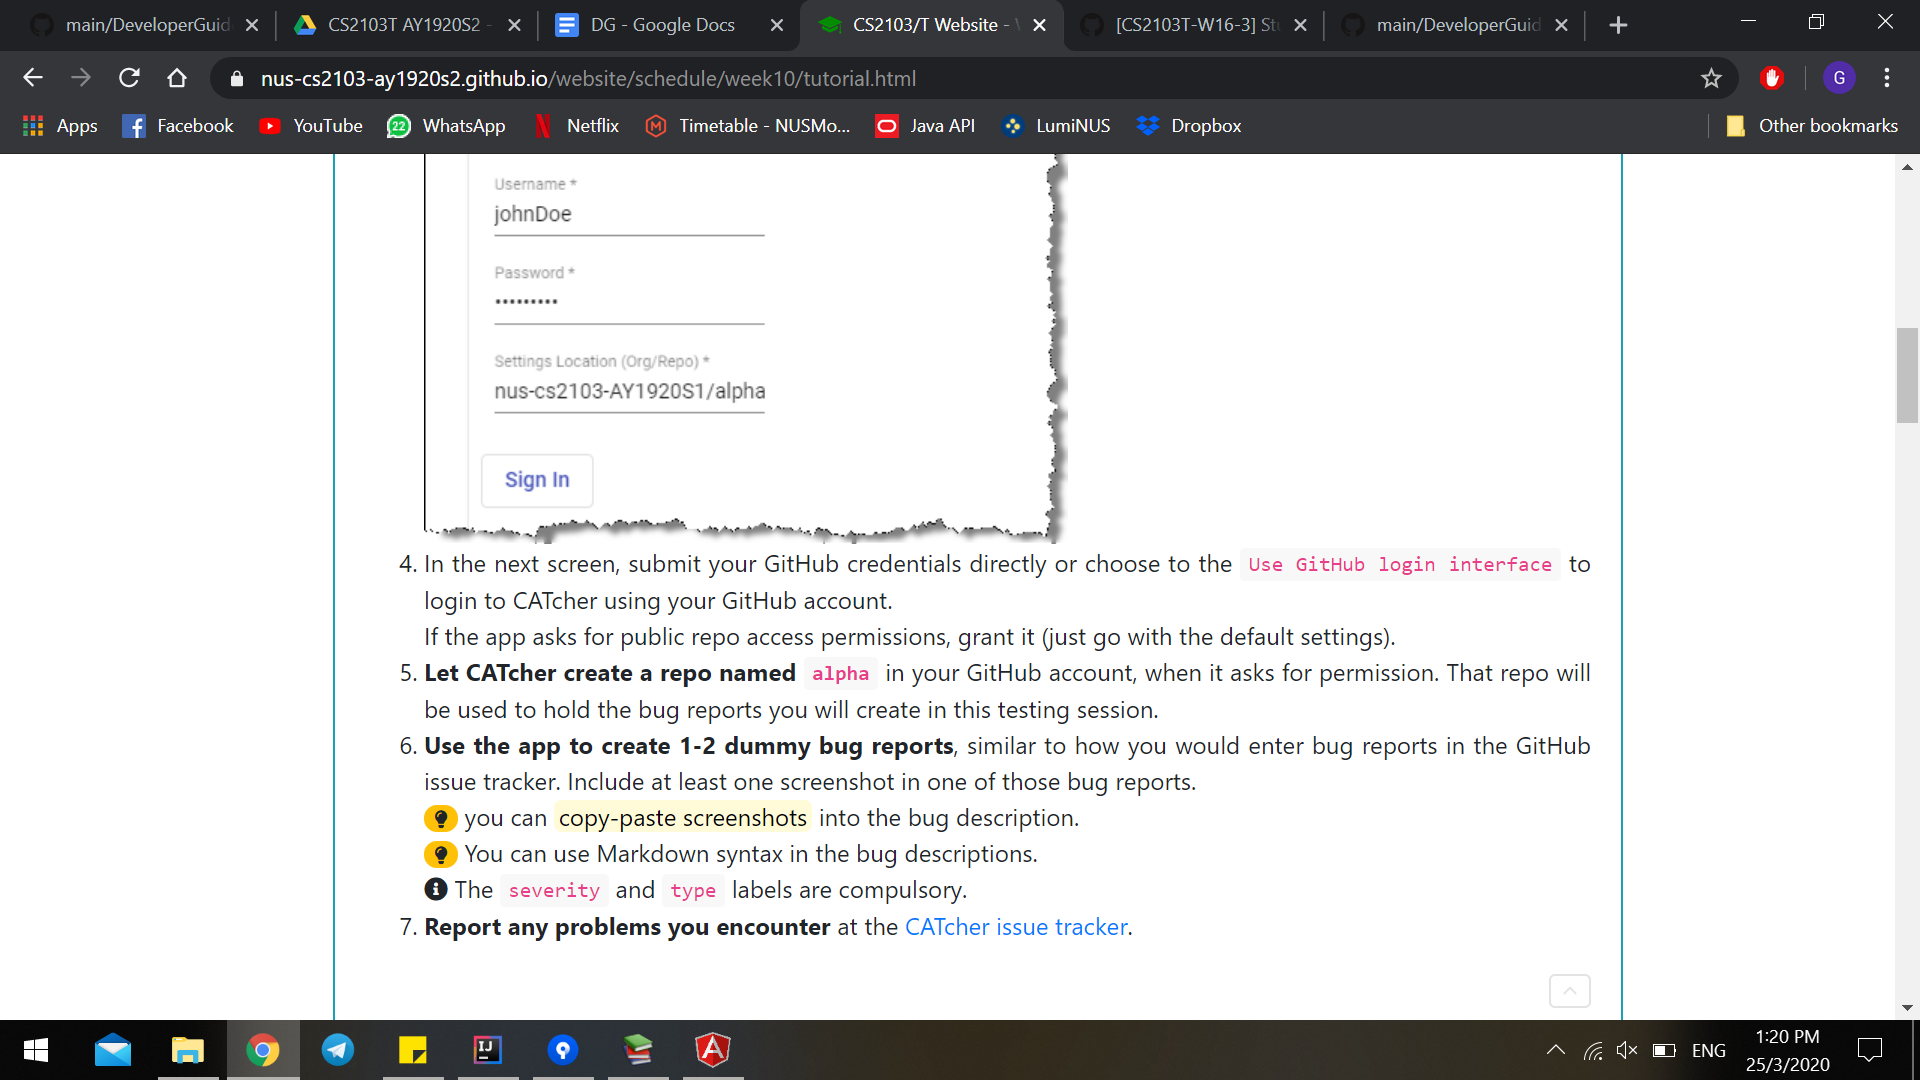 main/DeveloperGuid
CS2103T AY1920S2 -
DG - Google Docs
CS2103/T Website -
[CS2103T-W16-3] St
main/DeveloperGuid
nus-cs2103-ay1920s2.github.io/website/schedule/week10/tutorial.html
G
Apps
Facebook
YouTube
22
WhatsApp
Netflix
M
Timetable - NUSMo...
Java API
LumiNUS
Dropbox
Other bookmarks
Username *
johnDoe
Password *
•••••••••
Settings Location (Org/Repo) *
nus-cs2103-AY1920S1/alpha
Sign In
4. In the next screen, submit your GitHub credentials directly or choose to the Use GitHub login interface to
login to CATcher using your GitHub account.
If the app asks for public repo access permissions, grant it (just go with the default settings).
5. Let CATcher create a repo named alpha in your GitHub account, when it asks for permission. That repo will
be used to hold the bug reports you will create in this testing session.
6. Use the app to create 1-2 dummy bug reports, similar to how you would enter bug reports in the GitHub
issue tracker. Include at least one screenshot in one of those bug reports.
you can copy-paste screenshots into the bug description.
You can use Markdown syntax in the bug descriptions.
The severity and type labels are compulsory.
7. Report any problems you encounter at the CATcher issue tracker.
IJ
A
ENG
1:20 PM
25/3/2020